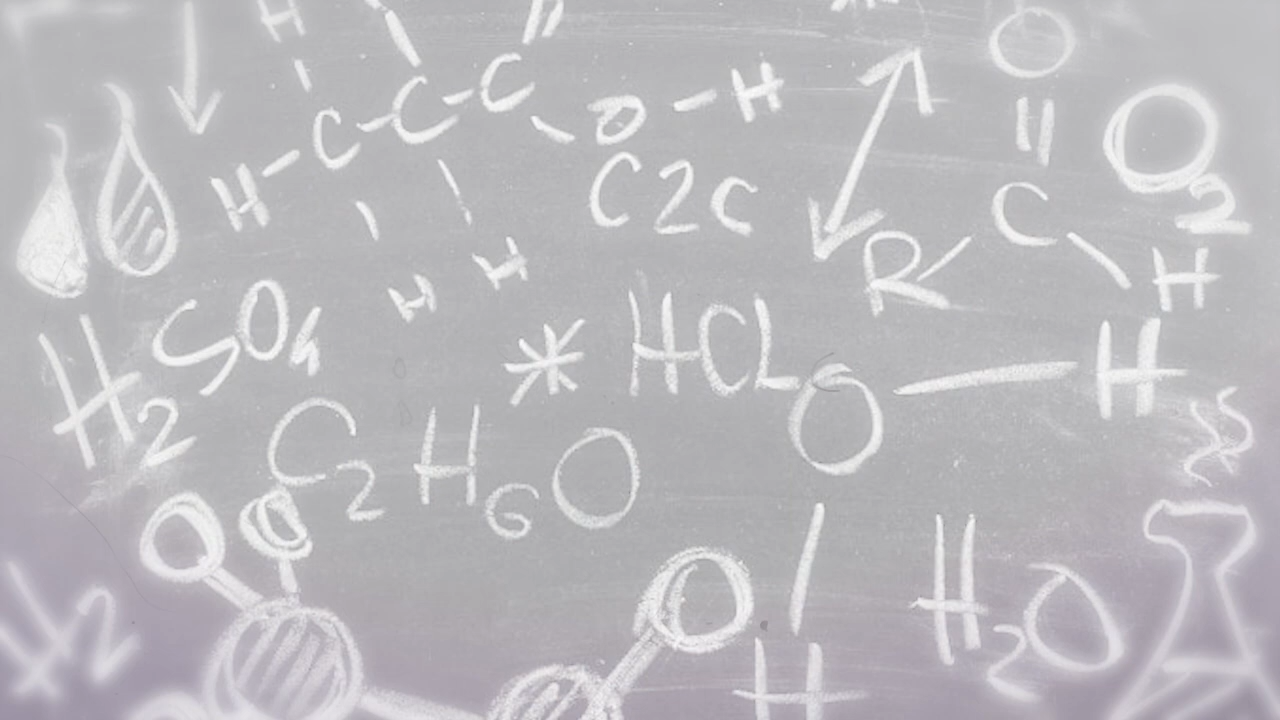 H
C-C-C
O-H
H
C2C
H H
O
||
C
R H
O2
H2SO4
* HCL
C2H6O
O — H
H
H2O
H2